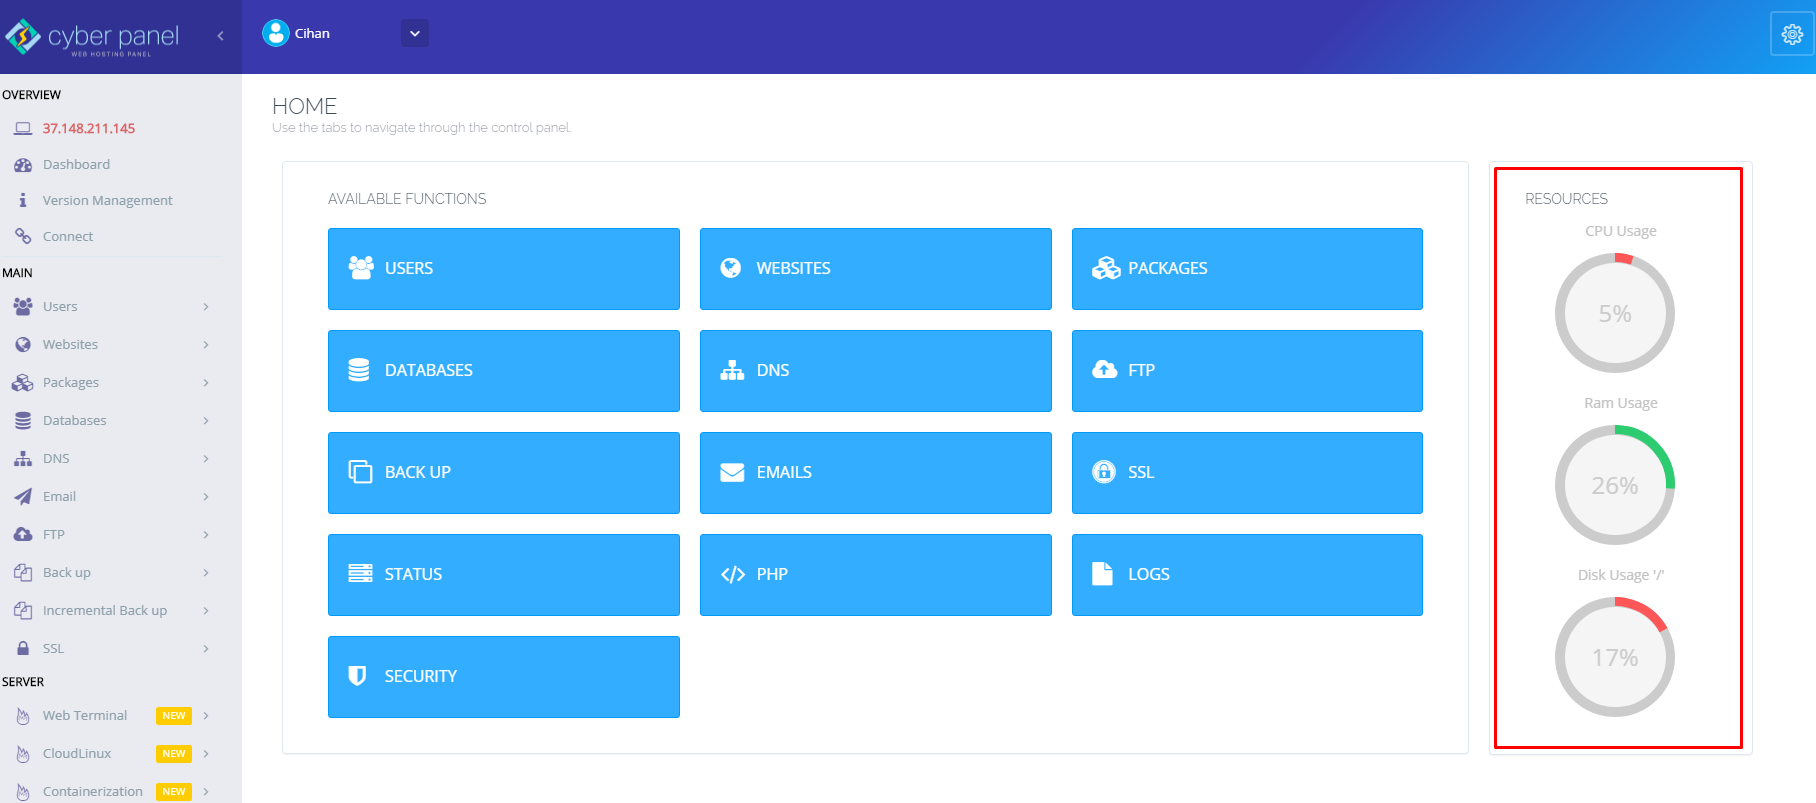 cyber panel
WEB HOSTING PANEL
Cihan
OVERVIEW
37.148.211.145
Dashboard
Version Management
Connect
MAIN
Users
Websites
Packages
Databases
DNS
Email
FTP
Back up
Incremental Back up
SSL
SERVER
Web Terminal NEW
CloudLinux NEW
Containerization NEW
HOME
Use the tabs to navigate through the control panel.
AVAILABLE FUNCTIONS
USERS
WEBSITES
PACKAGES
DATABASES
DNS
FTP
BACK UP
EMAILS
SSL
STATUS
PHP
LOGS
SECURITY
RESOURCES
CPU Usage
5%
Ram Usage
26%
Disk Usage '/'
17%